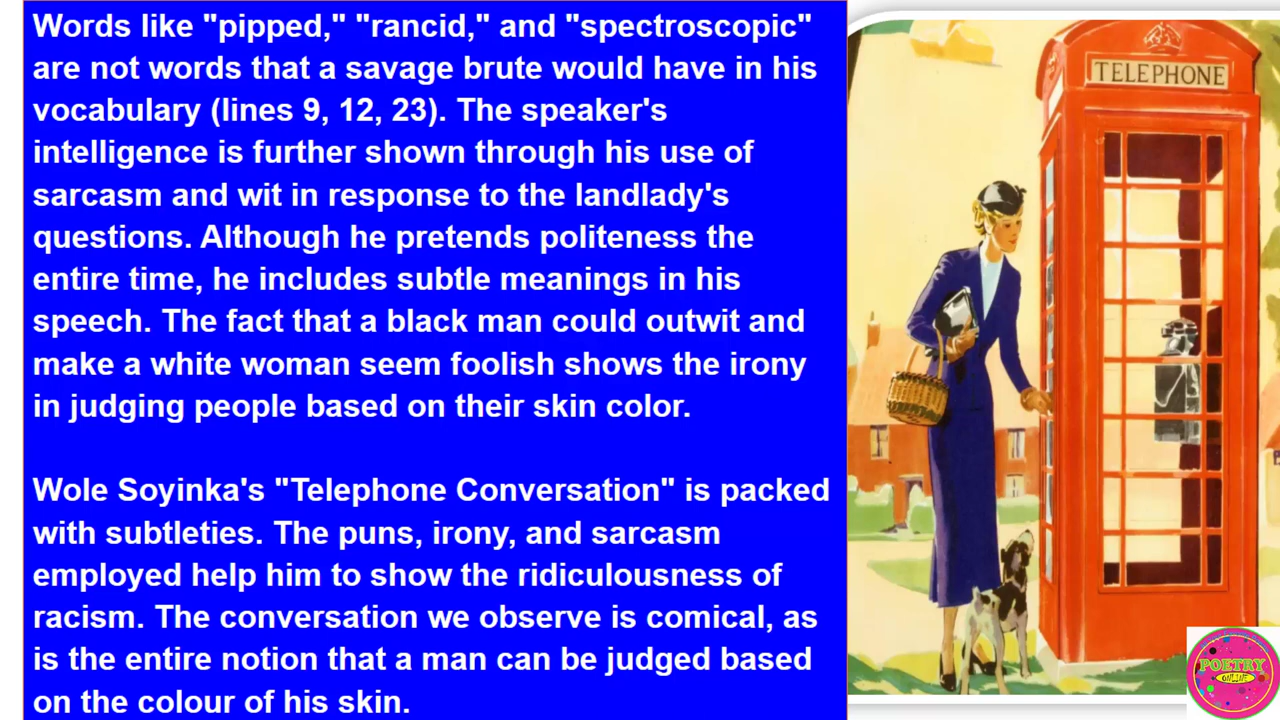 Words like "pipped," "rancid," and "spectroscopic"
are not words that a savage brute would have in his
vocabulary (lines 9, 12, 23). The speaker's
intelligence is further shown through his use of
sarcasm and wit in response to the landlady's
questions. Although he pretends politeness the
entire time, he includes subtle meanings in his
speech. The fact that a black man could outwit and
make a white woman seem foolish shows the irony
in judging people based on their skin color.
Wole Soyinka's "Telephone Conversation" is packed
with subtleties. The puns, irony, and sarcasm
employed help him to show the ridiculousness of
racism. The conversation we observe is comical, as
is the entire notion that a man can be judged based
on the colour of his skin.
TELEPHONE
POETRY
ONLINE